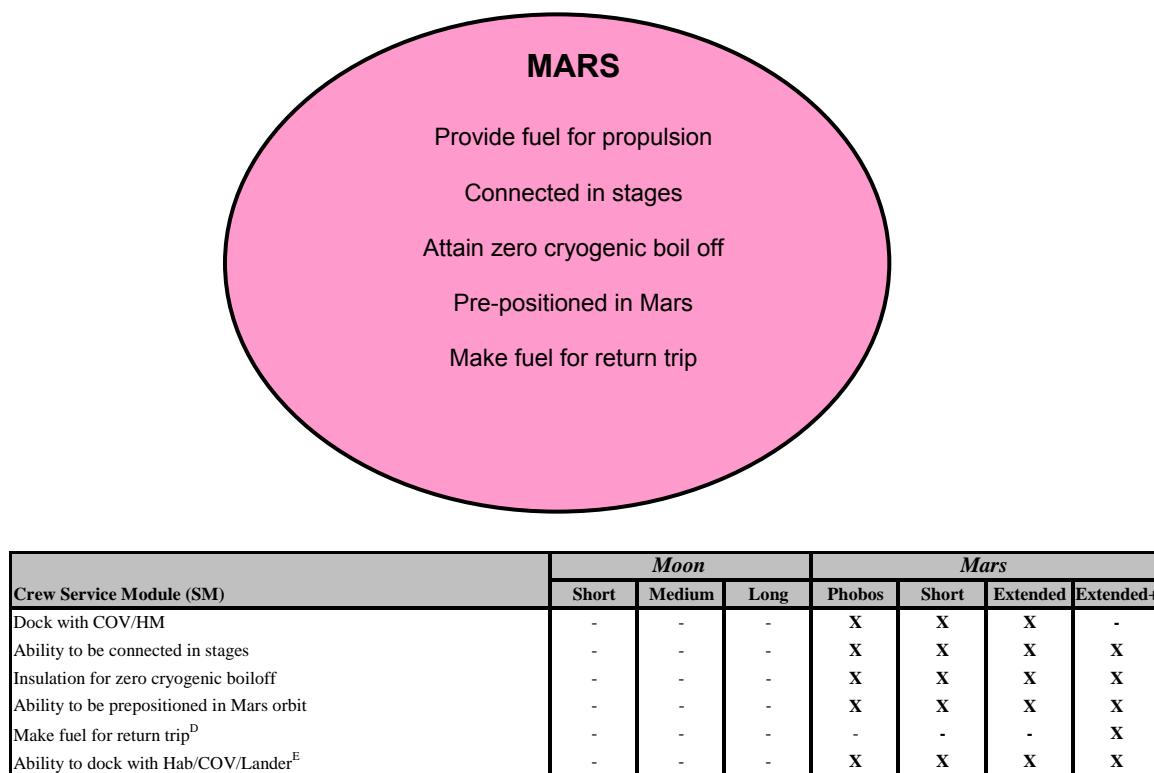 MARS
Provide fuel for propulsion
Connected in stages
Attain zero cryogenic boil off
Pre-positioned in Mars
Make fuel for return trip
Moon Mars
Crew Service Module (SM) Short Medium Long Phobos Short Extended Extended+
Dock with COV/HM - - - X X X -
Ability to be connected in stages - - - X X X X
Insulation for zero cryogenic boiloff - - - X X X X
Ability to be prepositioned in Mars orbit - - - X X X X
Make fuel for return trip^D - - - - - - X
Ability to dock with Hab/COV/Lander^E - - - X X X X